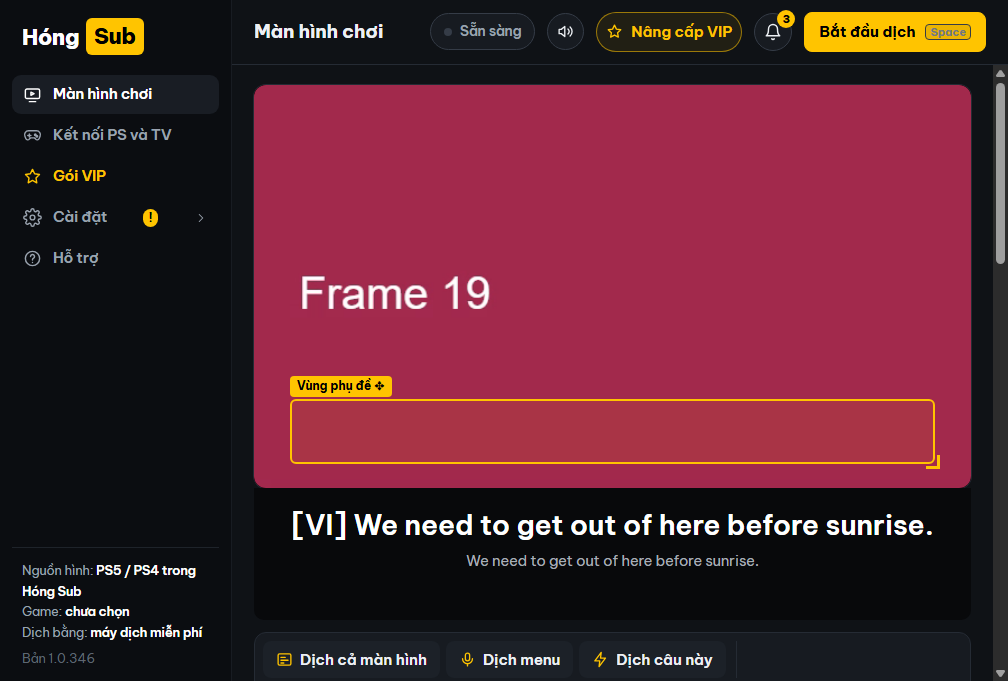 Hóng Sub
Màn hình chơi
Kết nối PS và TV
Gói VIP
Cài đặt !
Hỗ trợ
Nguồn hình: PS5 / PS4 trong
Hóng Sub
Game: chưa chọn
Dịch bằng: máy dịch miễn phí
Bản 1.0.346
Màn hình chơi
Sẵn sàng
Nâng cấp VIP
3
Bắt đầu dịch Space
Frame 19
Vùng phụ đề
[VI] We need to get out of here before sunrise.
We need to get out of here before sunrise.
Dịch cả màn hình
Dịch menu
Dịch câu này